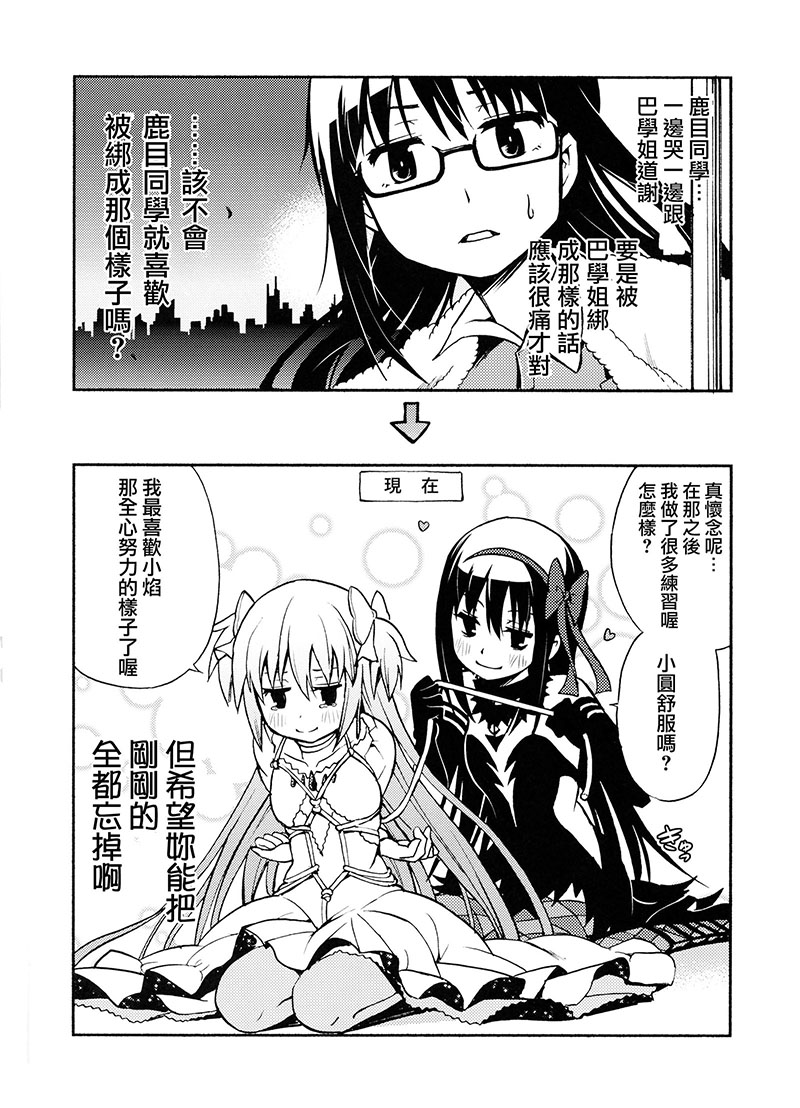 鹿目同學…
一邊哭一邊跟
巴學姐道謝
要是被
巴學姐綁
成那樣的話
應該很痛才對
……該不會
鹿目同學就喜歡
被綁成那個樣子嗎？
現在
真懷念呢…
在那之後
我做了很多練習喔
怎麼樣？
小圓舒服嗎？
きゅっ
我最喜歡小焰
那全心努力的樣子了喔
但希望妳能把
剛剛的
全都忘掉啊